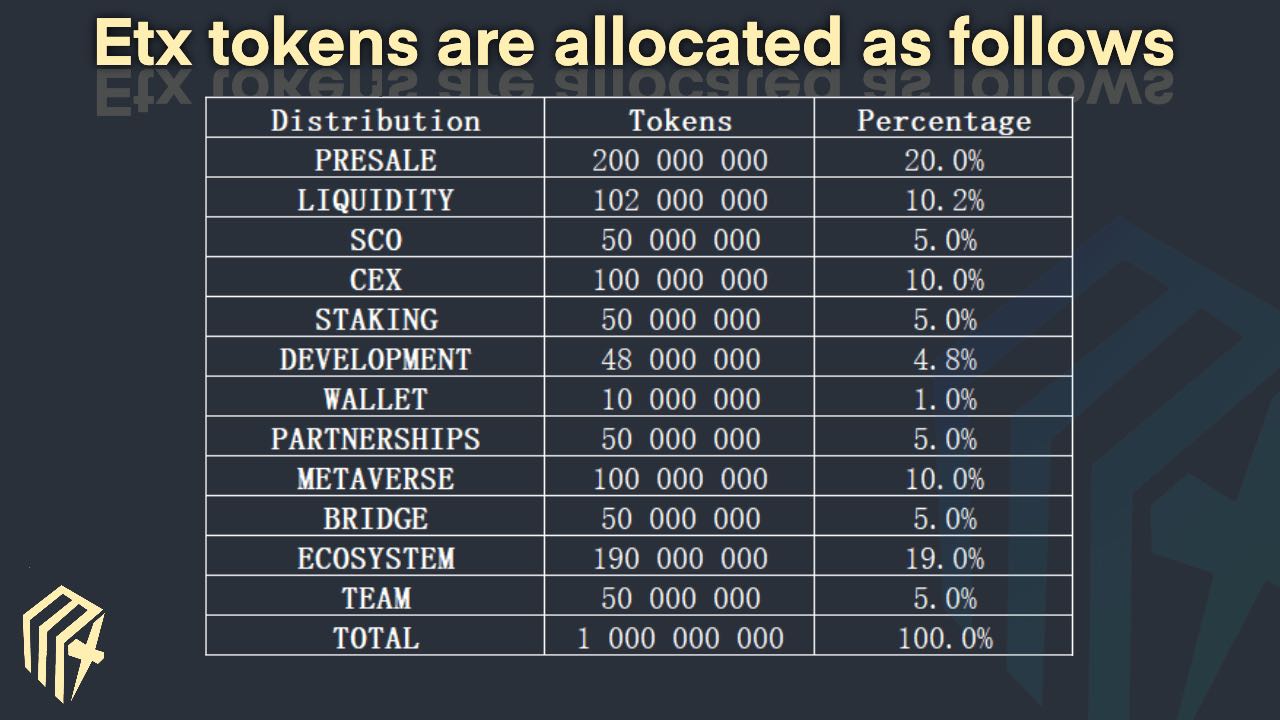 Etx tokens are allocated as follows
Distribution Tokens Percentage
PRESALE 200 000 000 20.0%
LIQUIDITY 102 000 000 10.2%
SCO 50 000 000 5.0%
CEX 100 000 000 10.0%
STAKING 50 000 000 5.0%
DEVELOPMENT 48 000 000 4.8%
WALLET 10 000 000 1.0%
PARTNERSHIPS 50 000 000 5.0%
METAVERSE 100 000 000 10.0%
BRIDGE 50 000 000 5.0%
ECOSYSTEM 190 000 000 19.0%
TEAM 50 000 000 5.0%
TOTAL 1 000 000 000 100.0%